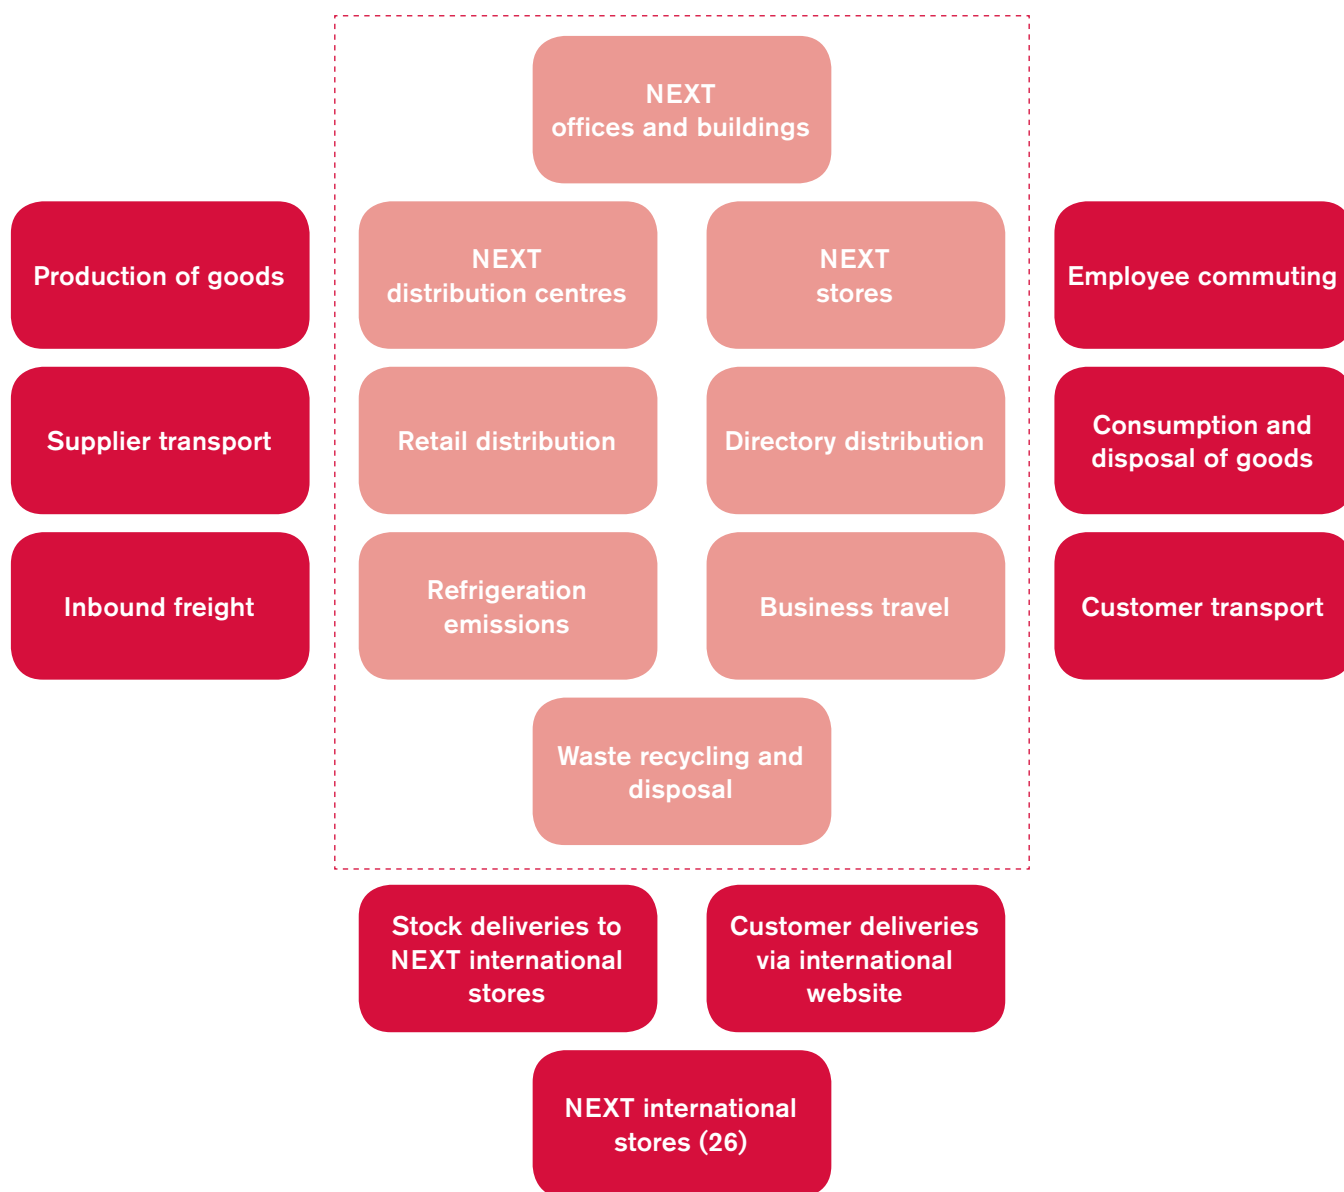 NEXT
offices and buildings
Production of goods
NEXT
distribution centres
NEXT
stores
Employee commuting
Supplier transport
Retail distribution
Directory distribution
Consumption and
disposal of goods
Inbound freight
Refrigeration
emissions
Business travel
Customer transport
Waste recycling and
disposal
Stock deliveries to
NEXT international
stores
Customer deliveries
via international
website
NEXT international
stores (26)